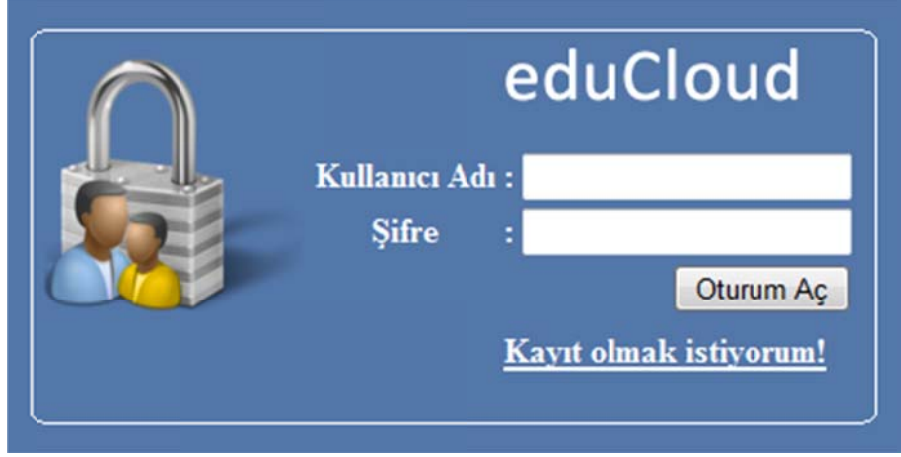 eduCloud
Kullanıcı Adı :
Şifre :
Oturum Aç
Kayıt olmak istiyorum!